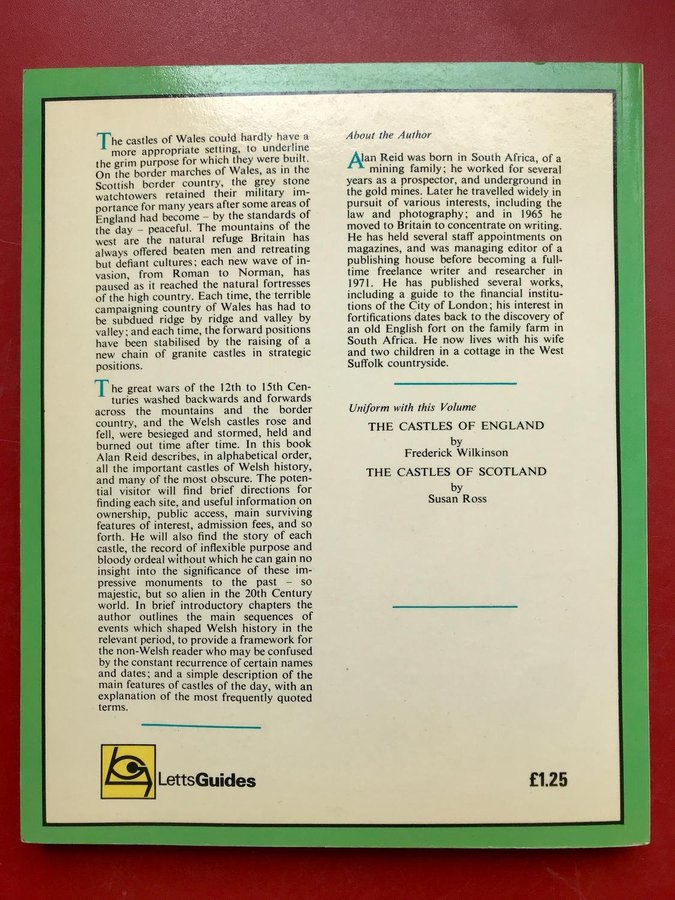 The castles of Wales could hardly have a
more appropriate setting, to underline
the grim purpose for which they were built.
On the border marches of Wales, as in the
Scottish border country, the grey stone
watchtowers retained their military im-
portance for many years after some areas of
England had become – by the standards of
the day – peaceful. The mountains of the
west are the natural refuge Britain has
always offered beaten men and retreating
but defiant cultures; each new wave of in-
vasion, from Roman to Norman, has
paused as it reached the natural fortresses
of the high country. Each time, the terrible
campaigning country of Wales has had to
be subdued ridge by ridge and valley by
valley; and each time, the forward positions
have been stabilised by the raising of a
new chain of granite castles in strategic
positions.
The great wars of the 12th to 15th Cen-
turies washed backwards and forwards
across the mountains and the border
country, and the Welsh castles rose and
fell, were besieged and stormed, held and
burned out time after time. In this book
Alan Reid describes, in alphabetical order,
all the important castles of Welsh history,
and many of the most obscure. The poten-
tial visitor will find brief directions for
finding each site, and useful information on
ownership, public access, main surviving
features of interest, admission fees, and so
forth. He will also find the story of each
castle, the record of inflexible purpose and
bloody ordeal without which he can gain no
insight into the significance of these im-
pressive monuments to the past – so
majestic, but so alien in the 20th Century
world. In brief introductory chapters the
author outlines the main sequences of
events which shaped Welsh history in the
relevant period, to provide a framework for
the non-Welsh reader who may be confused
by the constant recurrence of certain names
and dates; and a simple description of the
main features of castles of the day, with an
explanation of the most frequently quoted
terms.
LettsGuides
About the Author
Alan Reid was born in South Africa, of a
mining family; he worked for several
years as a prospector, and underground in
the gold mines. Later he travelled widely in
pursuit of various interests, including the
law and photography; and in 1965 he
moved to Britain to concentrate on writing.
He has held several staff appointments on
magazines, and was managing editor of a
publishing house before becoming a full-
time freelance writer and researcher in
1971. He has published several works,
including a guide to the financial institu-
tions of the City of London; his interest in
fortifications dates back to the discovery of
an old English fort on the family farm in
South Africa. He now lives with his wife
and two children in a cottage in the West
Suffolk countryside.
Uniform with this Volume
THE CASTLES OF ENGLAND
by
Frederick Wilkinson
THE CASTLES OF SCOTLAND
by
Susan Ross
£1.25